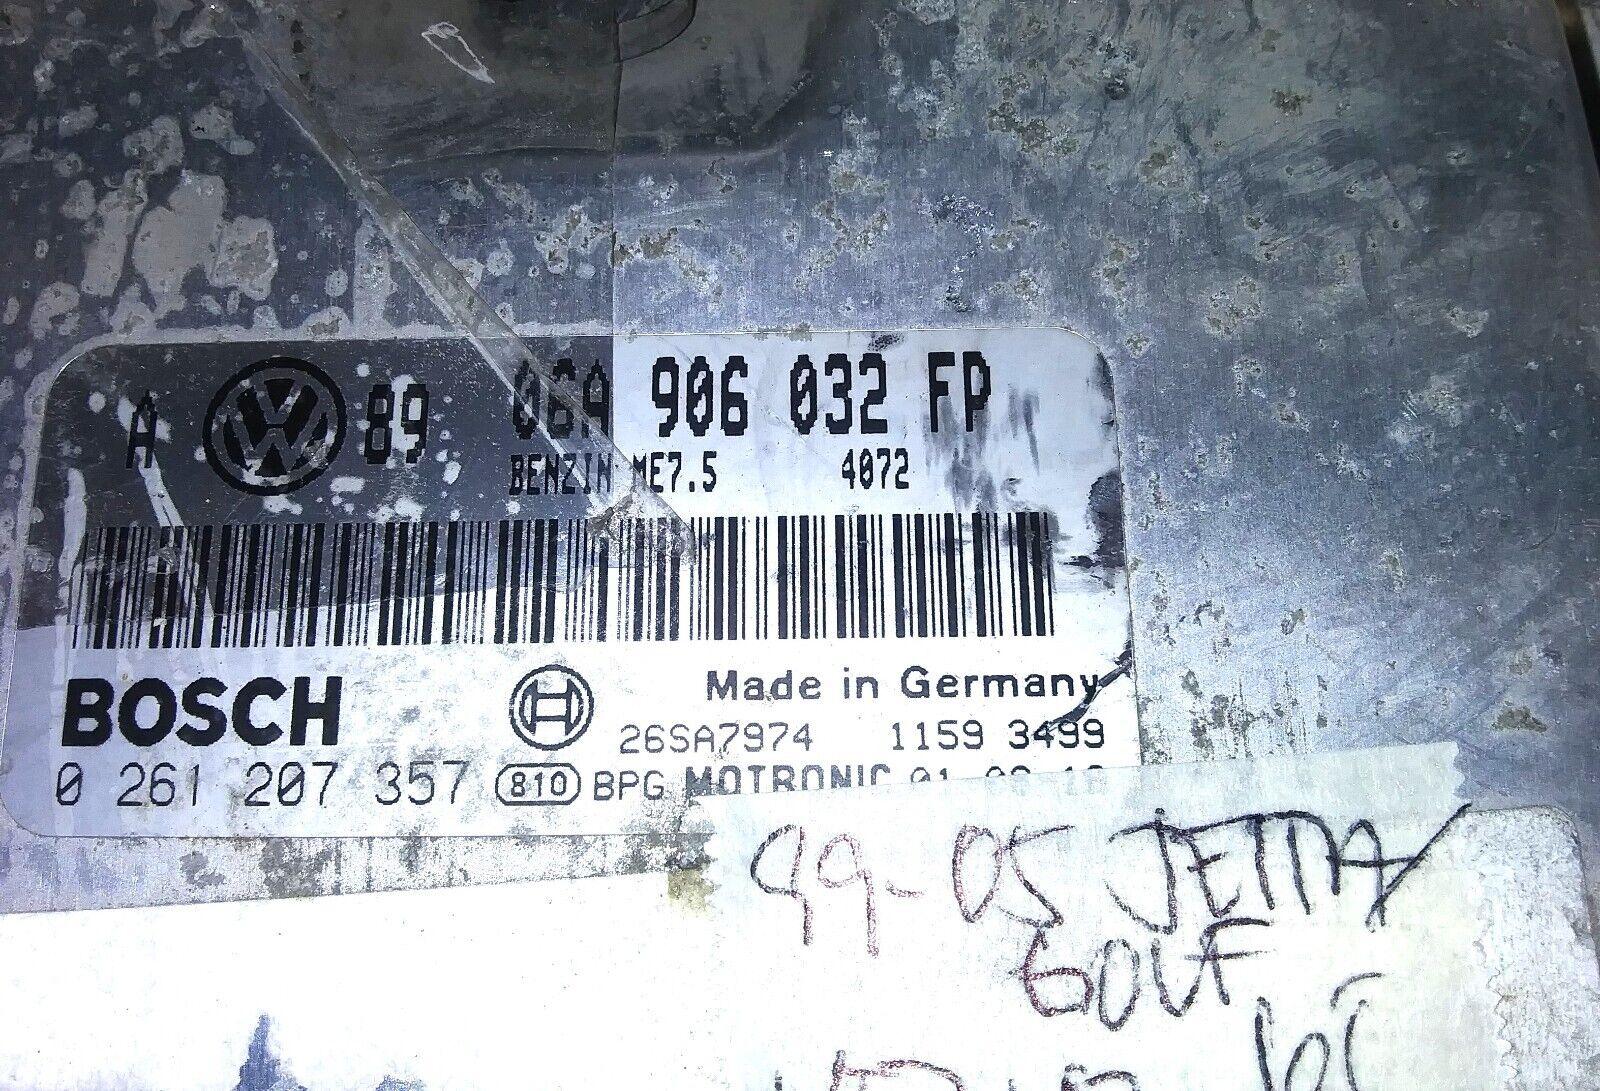 A VW 89 06A 906 032 FP
BENZIN ME7.5 4072
BOSCH Made in Germany
26SA7974 1159 3499
0 261 207 357 810 BPG MOTRONIC
99-05 JETTA/
GOLF